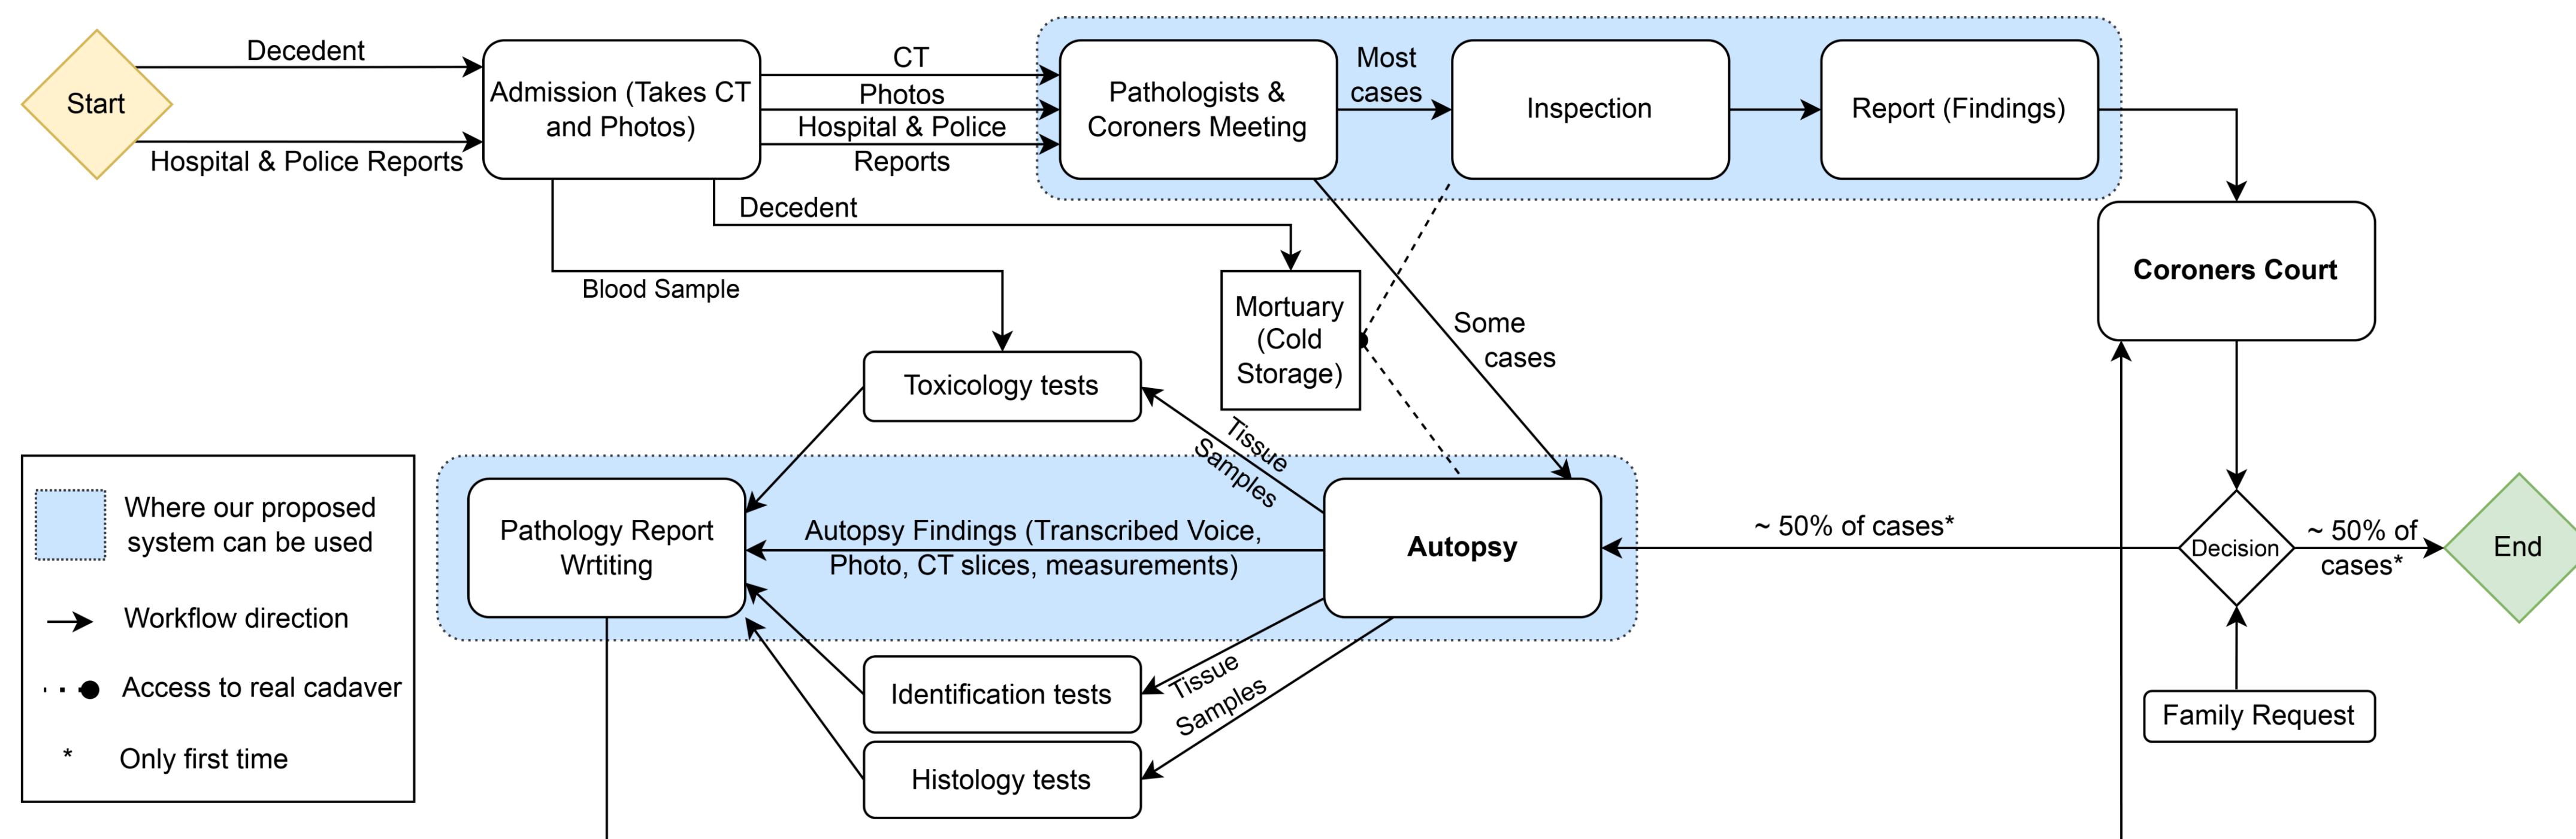 Start
Decedent
Hospital & Police Reports
Admission (Takes CT
and Photos)
CT
Photos
Hospital & Police
Reports
Pathologists &
Coroners Meeting
Most
cases
Inspection
Report (Findings)
Decedent
Blood Sample
Mortuary
(Cold
Storage)
Some
cases
Coroners Court
Toxicology tests
Tissue
Samples
Where our proposed
system can be used
Workflow direction
Access to real cadaver
* Only first time
Pathology Report
Wrtiting
Autopsy Findings (Transcribed Voice,
Photo, CT slices, measurements)
Autopsy
~ 50% of cases*
Decision
~ 50% of
cases*
End
Identification tests
Tissue
Samples
Histology tests
Family Request